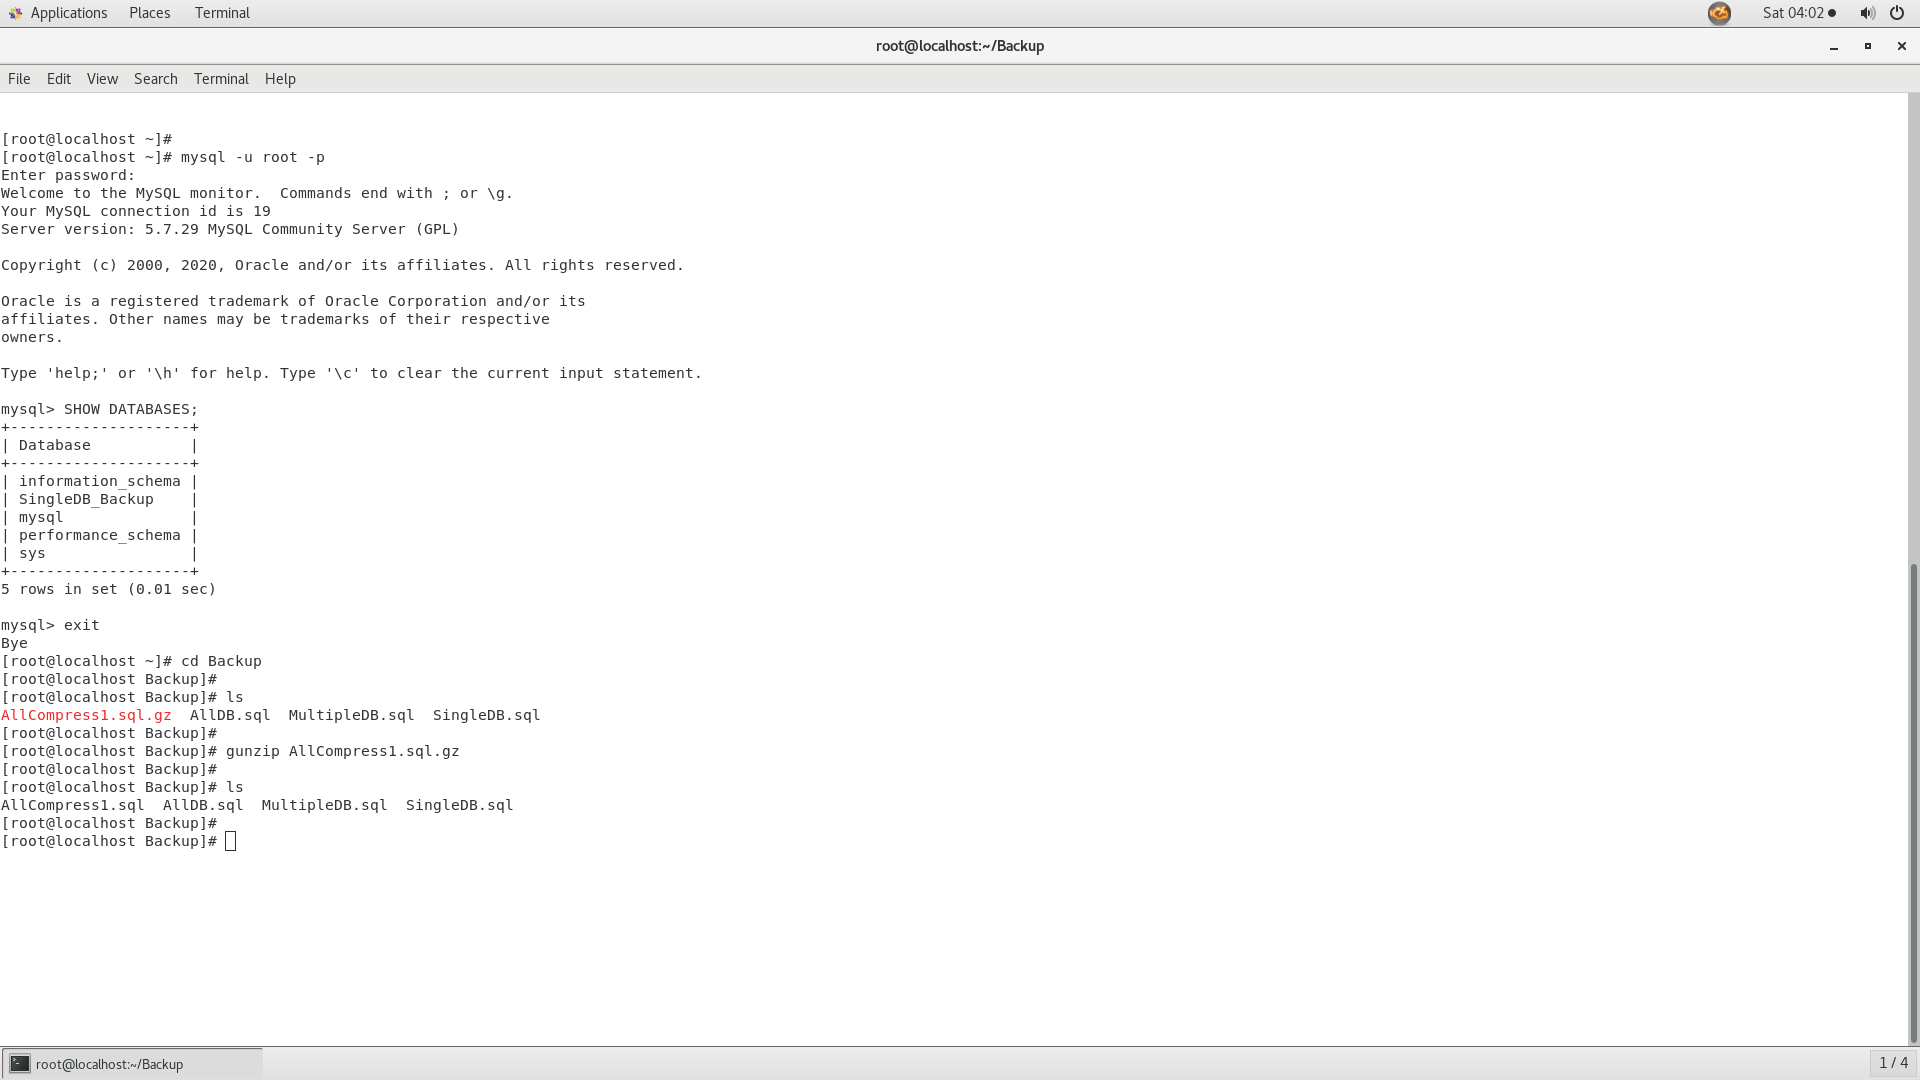 Applications Places Terminal Sat 04:02
root@localhost:~/Backup
File Edit View Search Terminal Help
[root@localhost ~]#
[root@localhost ~]# mysql -u root -p
Enter password:
Welcome to the MySQL monitor.  Commands end with ; or \g.
Your MySQL connection id is 19
Server version: 5.7.29 MySQL Community Server (GPL)

Copyright (c) 2000, 2020, Oracle and/or its affiliates. All rights reserved.

Oracle is a registered trademark of Oracle Corporation and/or its
affiliates. Other names may be trademarks of their respective
owners.

Type 'help;' or '\h' for help. Type '\c' to clear the current input statement.

mysql> SHOW DATABASES;
+--------------------+
| Database           |
+--------------------+
| information_schema |
| SingleDB_Backup    |
| mysql              |
| performance_schema |
| sys                |
+--------------------+
5 rows in set (0.01 sec)

mysql> exit
Bye
[root@localhost ~]# cd Backup
[root@localhost Backup]#
[root@localhost Backup]# ls
AllCompress1.sql.gz  AllDB.sql  MultipleDB.sql  SingleDB.sql
[root@localhost Backup]#
[root@localhost Backup]# gunzip AllCompress1.sql.gz
[root@localhost Backup]#
[root@localhost Backup]# ls
AllCompress1.sql  AllDB.sql  MultipleDB.sql  SingleDB.sql
[root@localhost Backup]#
[root@localhost Backup]#
root@localhost:~/Backup 1 / 4